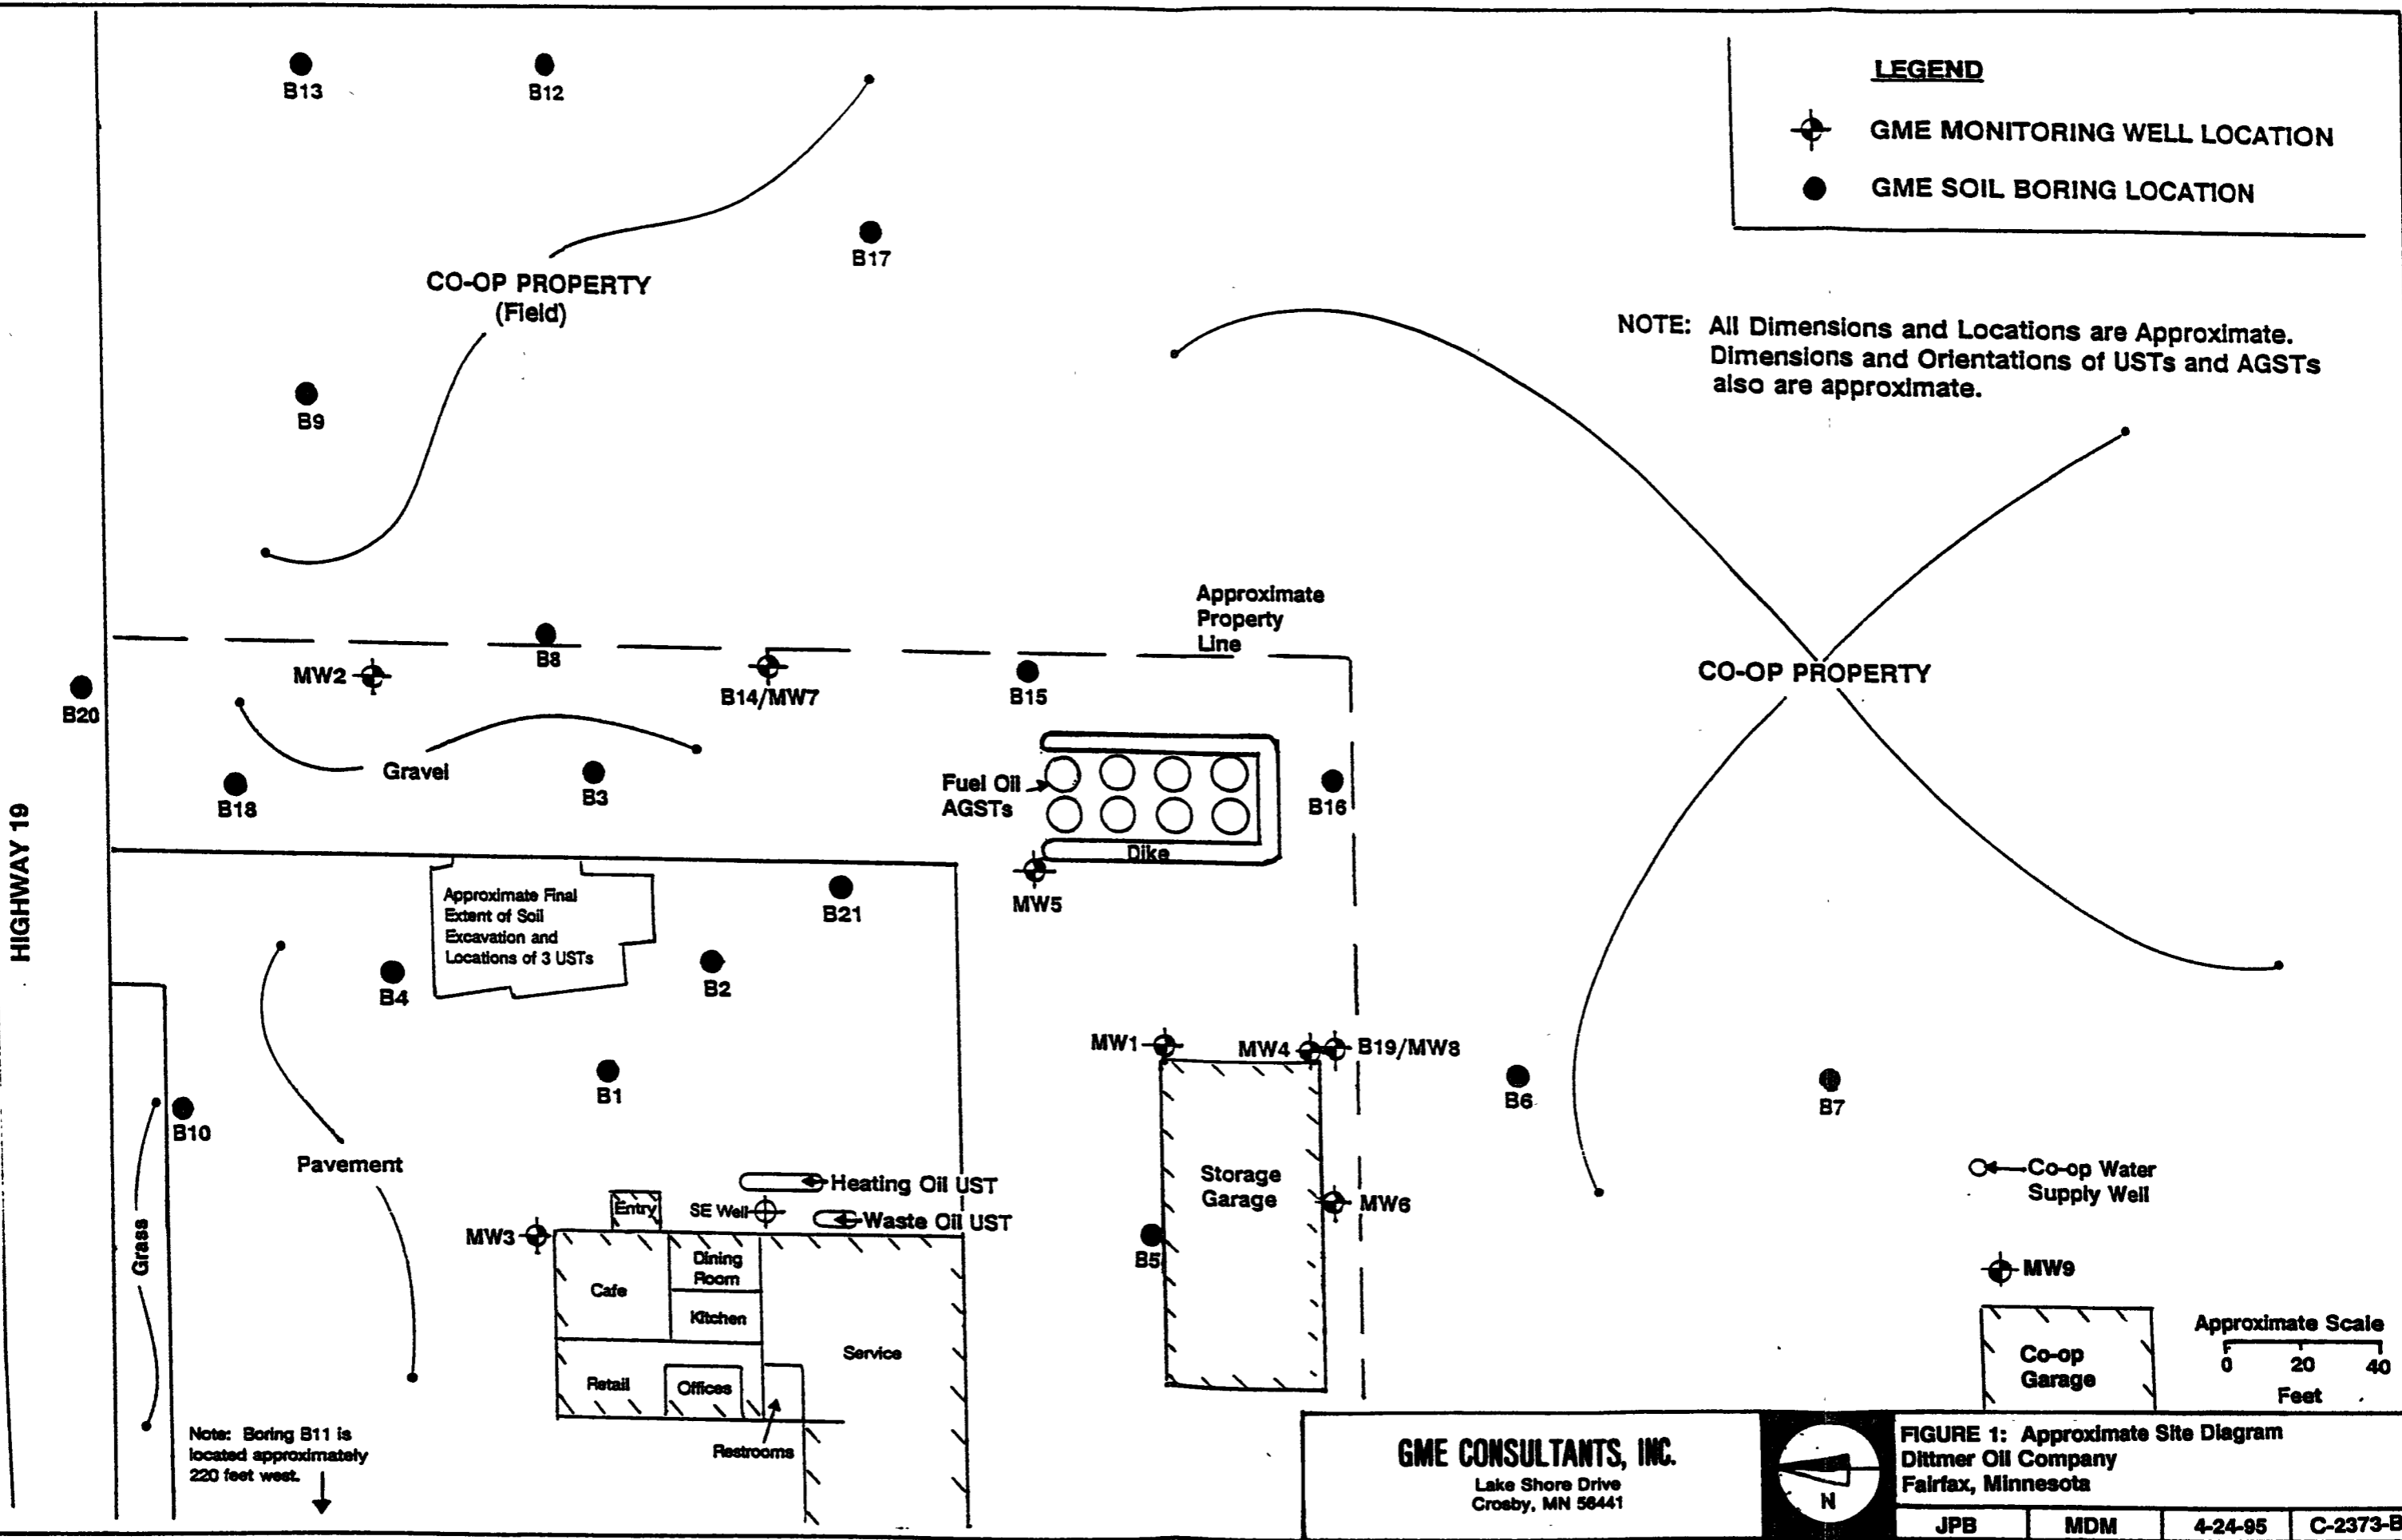 LEGEND
GME MONITORING WELL LOCATION
GME SOIL BORING LOCATION
NOTE: All Dimensions and Locations are Approximate.
Dimensions and Orientations of USTs and AGSTs
also are approximate.
B13
B12
B17
CO-OP PROPERTY
(Field)
B9
Approximate
Property
Line
B8
MW2
B14/MW7
B15
B20
CO-OP PROPERTY
Gravel
B18
B3
Fuel Oil
AGSTs
B16
Dike
HIGHWAY 19
MW5
Approximate Final
Extent of Soil
Excavation and
Locations of 3 USTs
B21
B4
B2
MW1
MW4
B19/MW8
B1
B6
B7
B10
Pavement
Grass
Heating Oil UST
Entry
SE Well
Waste Oil UST
MW3
Storage
Garage
MW6
B5
Co-op Water
Supply Well
MW9
Dining
Room
Cafe
Kitchen
Service
Retail
Offices
Restrooms
Co-op
Garage
Approximate Scale
0 20 40
Feet
Note: Boring B11 is
located approximately
220 feet west.
GME CONSULTANTS, INC.
Lake Shore Drive
Crosby, MN 56441
N
FIGURE 1: Approximate Site Diagram
Dittmer Oil Company
Fairfax, Minnesota
JPB MDM 4-24-95 C-2373-B